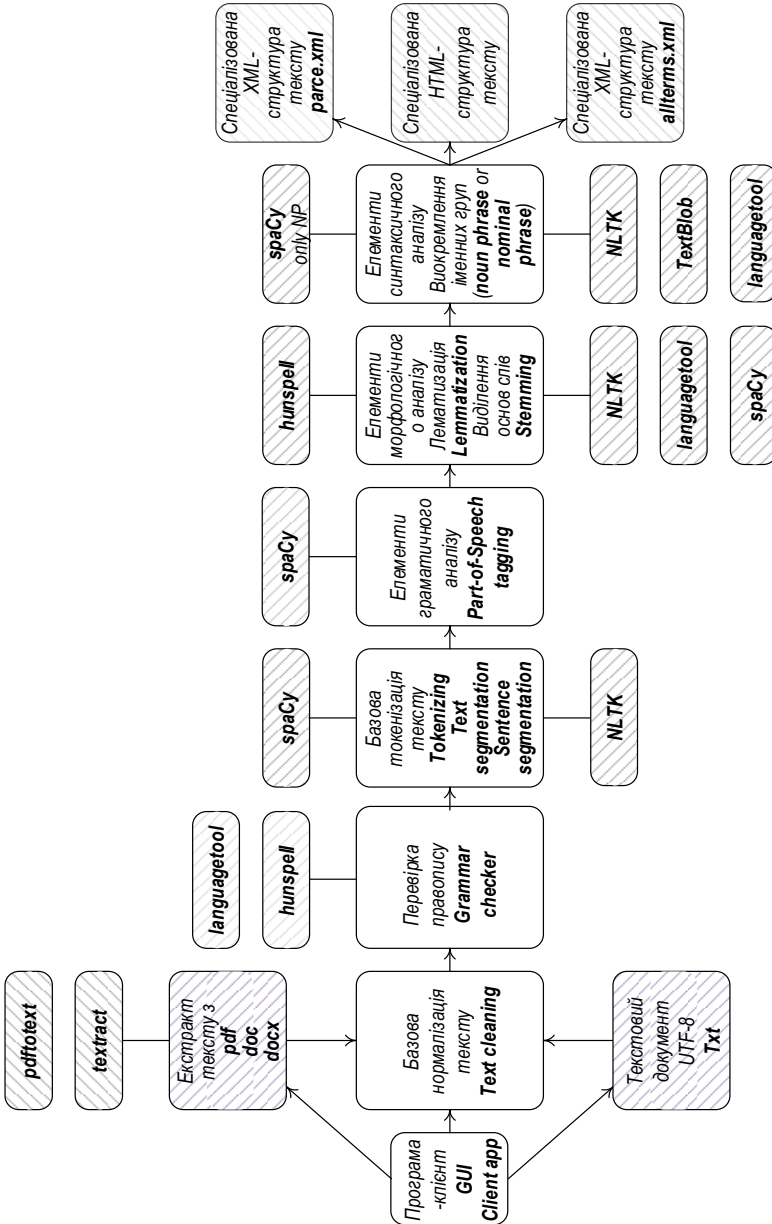 pdftotext
textract
Екстракт
тексту з
pdf
doc
docx
Програма
-клієнт
GUI
Client app
Базова
нормалізація
тексту
Text cleaning
Текстовий
документ
UTF-8
Txt
languagetool
hunspell
Перевірка
правопису
Grammar
checker
spaCy
Базова
токенізація
тексту
Tokenizing
Text
segmentation
Sentence
segmentation
NLTK
spaCy
Елементи
граматичного
аналізу
Part-of-Speech
tagging
hunspell
Елементи
морфологічног
о аналізу
Лематизація
Lemmatization
Виділення
основ слів
Stemming
NLTK
languagetool
spaCy
spaCy
only NP
Елементи
синтаксичного
аналізу
Виокремлення
іменних груп
(noun phrase or
nominal
phrase)
NLTK
TextBlob
languagetool
Спеціалізована
XML-
структура
тексту
parce.xml
Спеціалізована
HTML-
структура
тексту
Спеціалізована
XML-
структура
тексту
allterms.xml